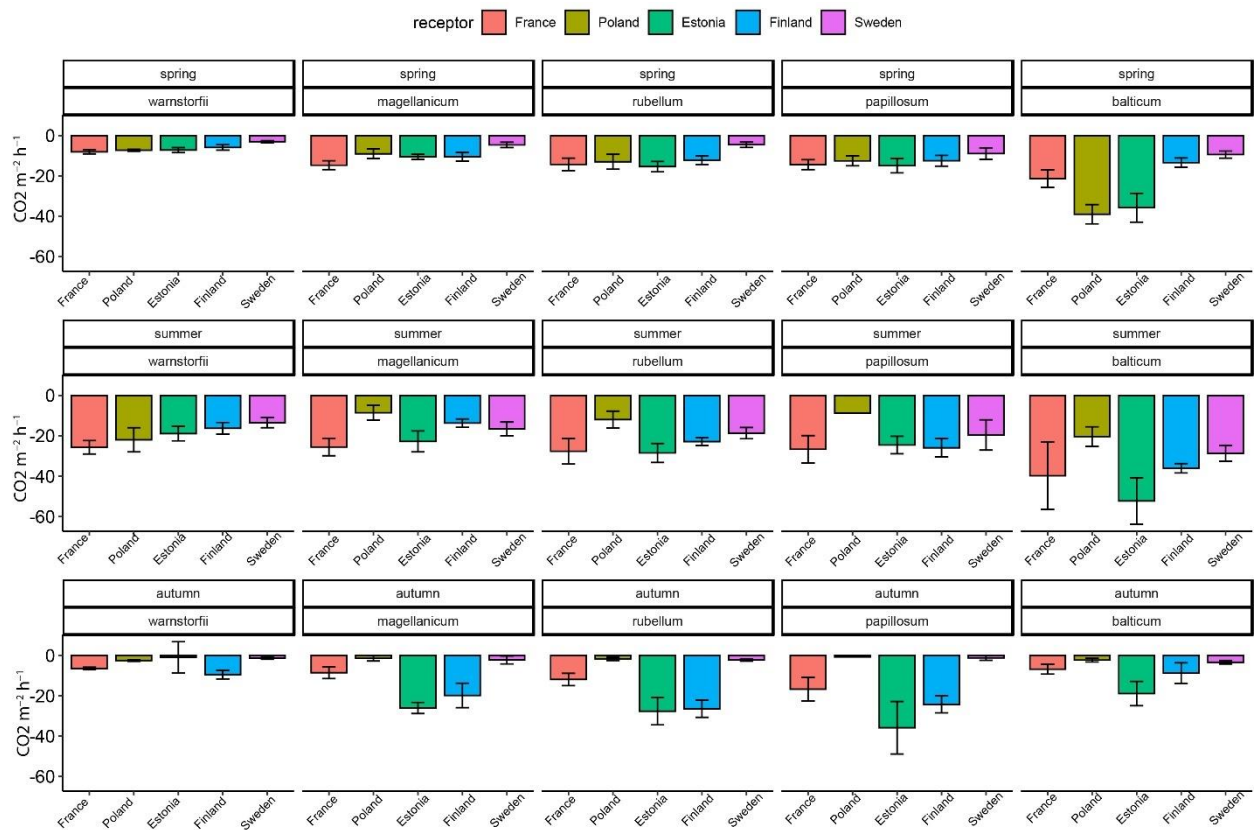 receptor France Poland Estonia Finland Sweden
spring spring spring spring spring
warnstorfii magellanicum rubellum papillosum balticum
CO2 m⁻² h⁻¹
0
-20
-40
-60
France Poland Estonia Finland Sweden France Poland Estonia Finland Sweden France Poland Estonia Finland Sweden France Poland Estonia Finland Sweden France Poland Estonia Finland Sweden
summer summer summer summer summer
warnstorfii magellanicum rubellum papillosum balticum
CO2 m⁻² h⁻¹
0
-20
-40
-60
France Poland Estonia Finland Sweden France Poland Estonia Finland Sweden France Poland Estonia Finland Sweden France Poland Estonia Finland Sweden France Poland Estonia Finland Sweden
autumn autumn autumn autumn autumn
warnstorfii magellanicum rubellum papillosum balticum
CO2 m⁻² h⁻¹
0
-20
-40
-60
France Poland Estonia Finland Sweden France Poland Estonia Finland Sweden France Poland Estonia Finland Sweden France Poland Estonia Finland Sweden France Poland Estonia Finland Sweden